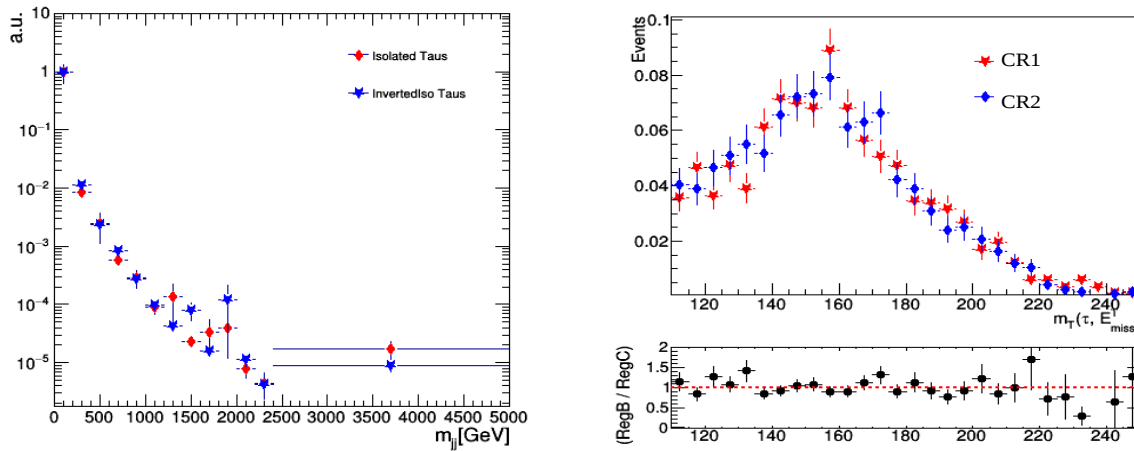 a.u.
10
1
10⁻¹
10⁻²
10⁻³
10⁻⁴
10⁻⁵
Isolated Taus
InvertedIso Taus
0 500 1000 1500 2000 2500 3000 3500 4000 4500 5000
m_jj[GeV]
Events
0.1
0.08
0.06
0.04
0.02
CR1
CR2
120 140 160 180 200 220 240
m_T(τ, E^T_miss
(RegB / RegC)
2
1.5
1
0.5
0
120 140 160 180 200 220 240